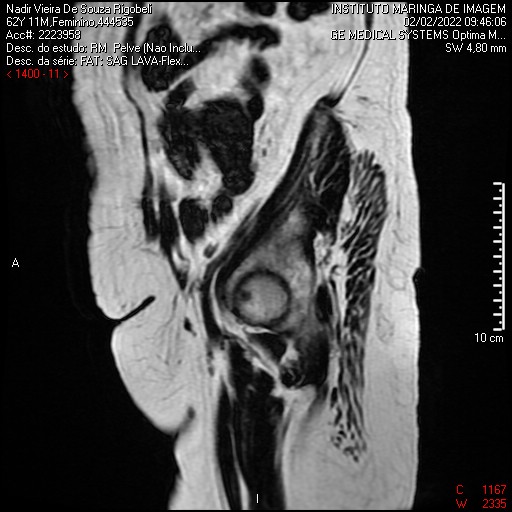 Nadir Vieira De Souza Rigobeli
62Y 11M,Feminino,444535
Acc#: 2223953
Desc. do estudo: RM  Pelve (Nao Inclu...
Desc. da série: FAT: SAG LAVA-Flex...
< 1400 - 11 >
INSTITUTO MARINGA DE IMAGEM
02/02/2022 09:46:06
GE MEDICAL SYSTEMS Optima M...
SW 4,80 mm
A
10 cm
I
C 1167
W 2335